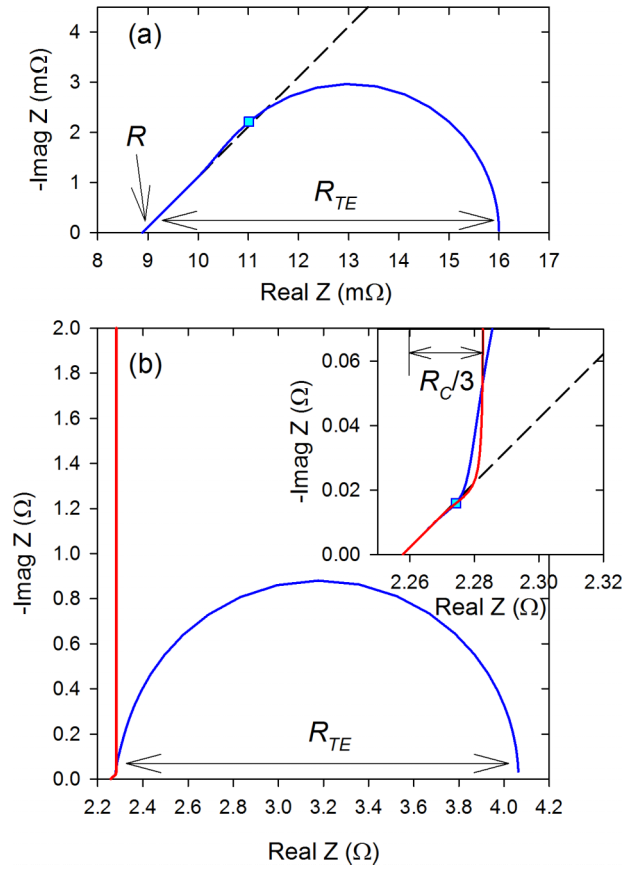 (a)
-Imag Z (mΩ)
4
3
2
1
0
R
R_TE
8 9 10 11 12 13 14 15 16 17
Real Z (mΩ)
(b)
-Imag Z (Ω)
2.0
1.8
1.6
1.4
1.2
1.0
0.8
0.6
0.4
0.2
0.0
R_TE
2.2 2.4 2.6 2.8 3.0 3.2 3.4 3.6 3.8 4.0 4.2
Real Z (Ω)
-Imag Z (Ω)
0.06
0.04
0.02
0.00
R_C/3
2.26 2.28 2.30 2.32
Real Z (Ω)